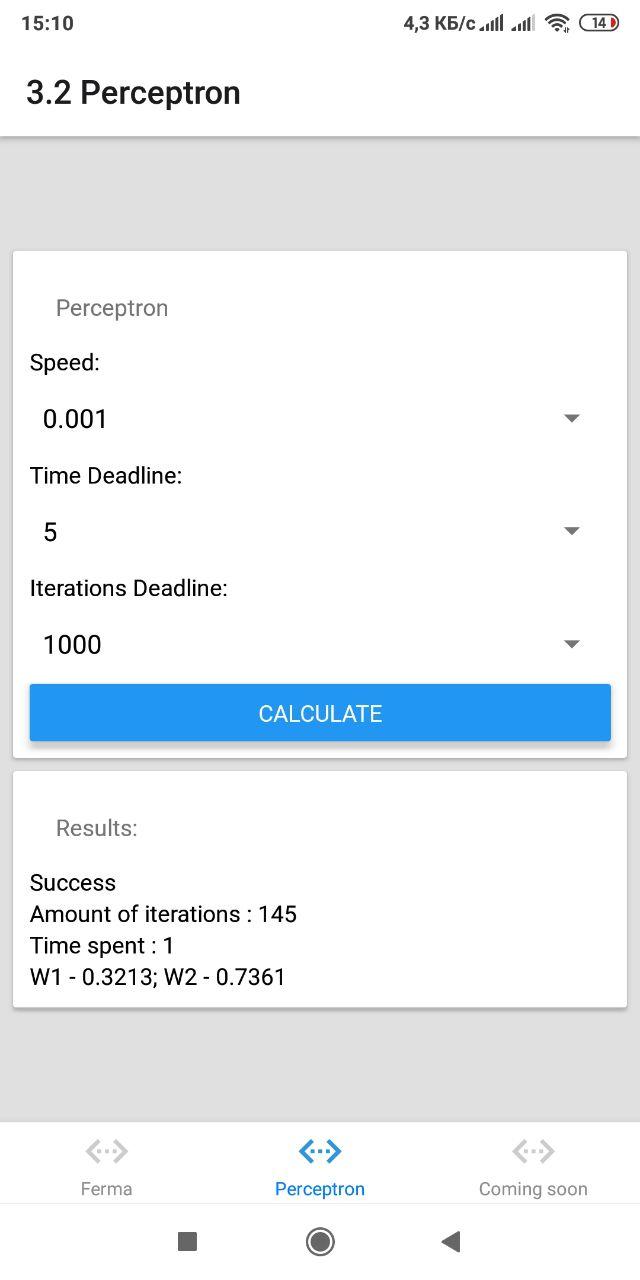 15:10 4,3 КБ/с 14
3.2 Perceptron
Perceptron
Speed:
0.001
Time Deadline:
5
Iterations Deadline:
1000
CALCULATE
Results:
Success
Amount of iterations : 145
Time spent : 1
W1 - 0.3213; W2 - 0.7361
Ferma Perceptron Coming soon